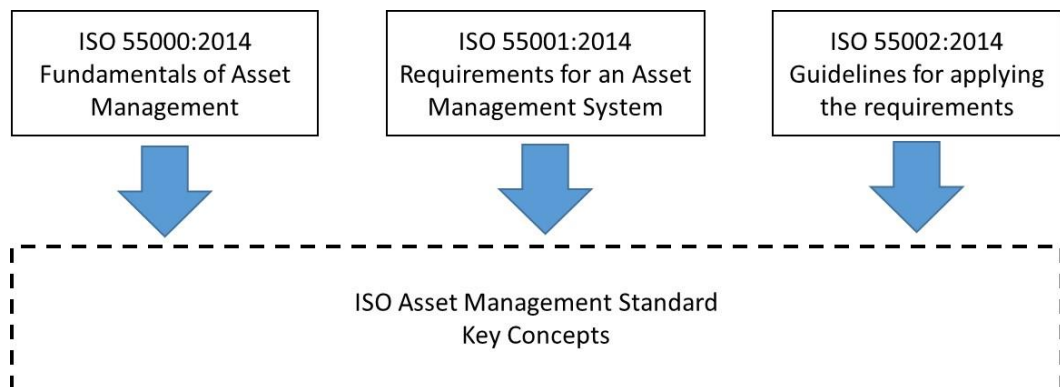 ISO 55000:2014
Fundamentals of Asset
Management
ISO 55001:2014
Requirements for an Asset
Management System
ISO 55002:2014
Guidelines for applying
the requirements
ISO Asset Management Standard
Key Concepts